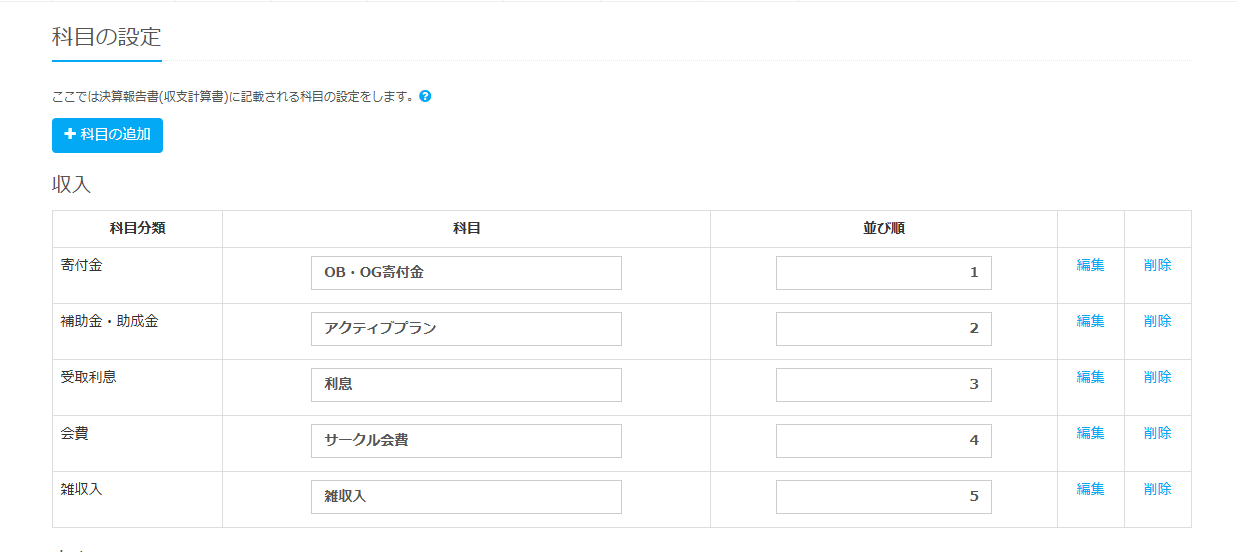 科目の設定
ここでは決算報告書(収支計算書)に記載される科目の設定をします。
科目の追加
収入
科目分類 科目 並び順
寄付金 OB・OG寄付金 1 編集 削除
補助金・助成金 アクティブプラン 2 編集 削除
受取利息 利息 3 編集 削除
会費 サークル会費 4 編集 削除
雑収入 雑収入 5 編集 削除